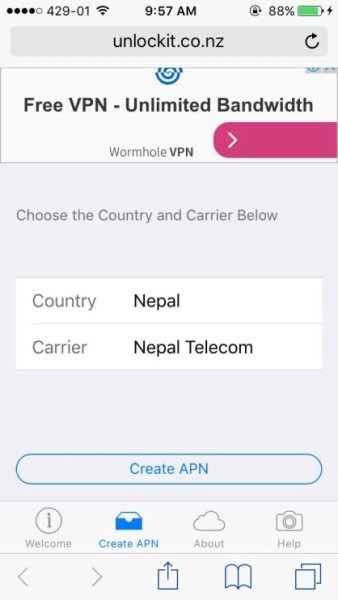 429-01 9:57 AM 88%
unlockit.co.nz
Free VPN - Unlimited Bandwidth
Wormhole VPN
Choose the Country and Carrier Below
Country Nepal
Carrier Nepal Telecom
Create APN
Welcome Create APN About Help